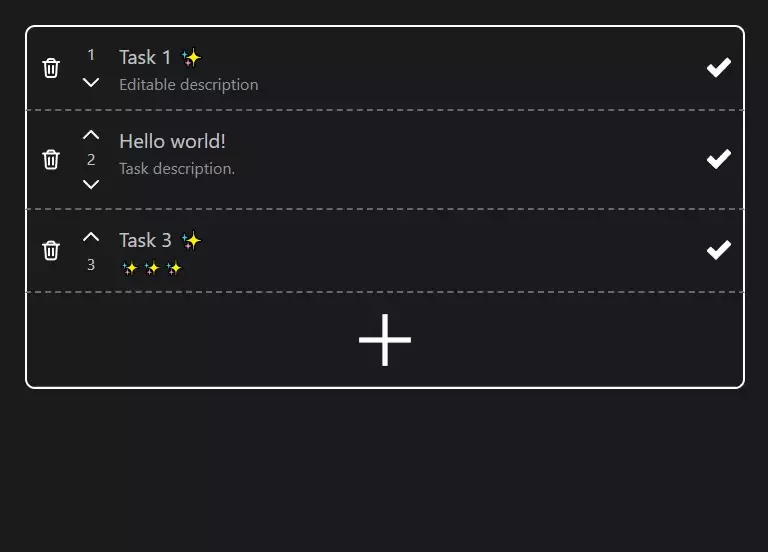 1
Task 1 ✨
Editable description
2
Hello world!
Task description.
3
Task 3 ✨
✨ ✨ ✨